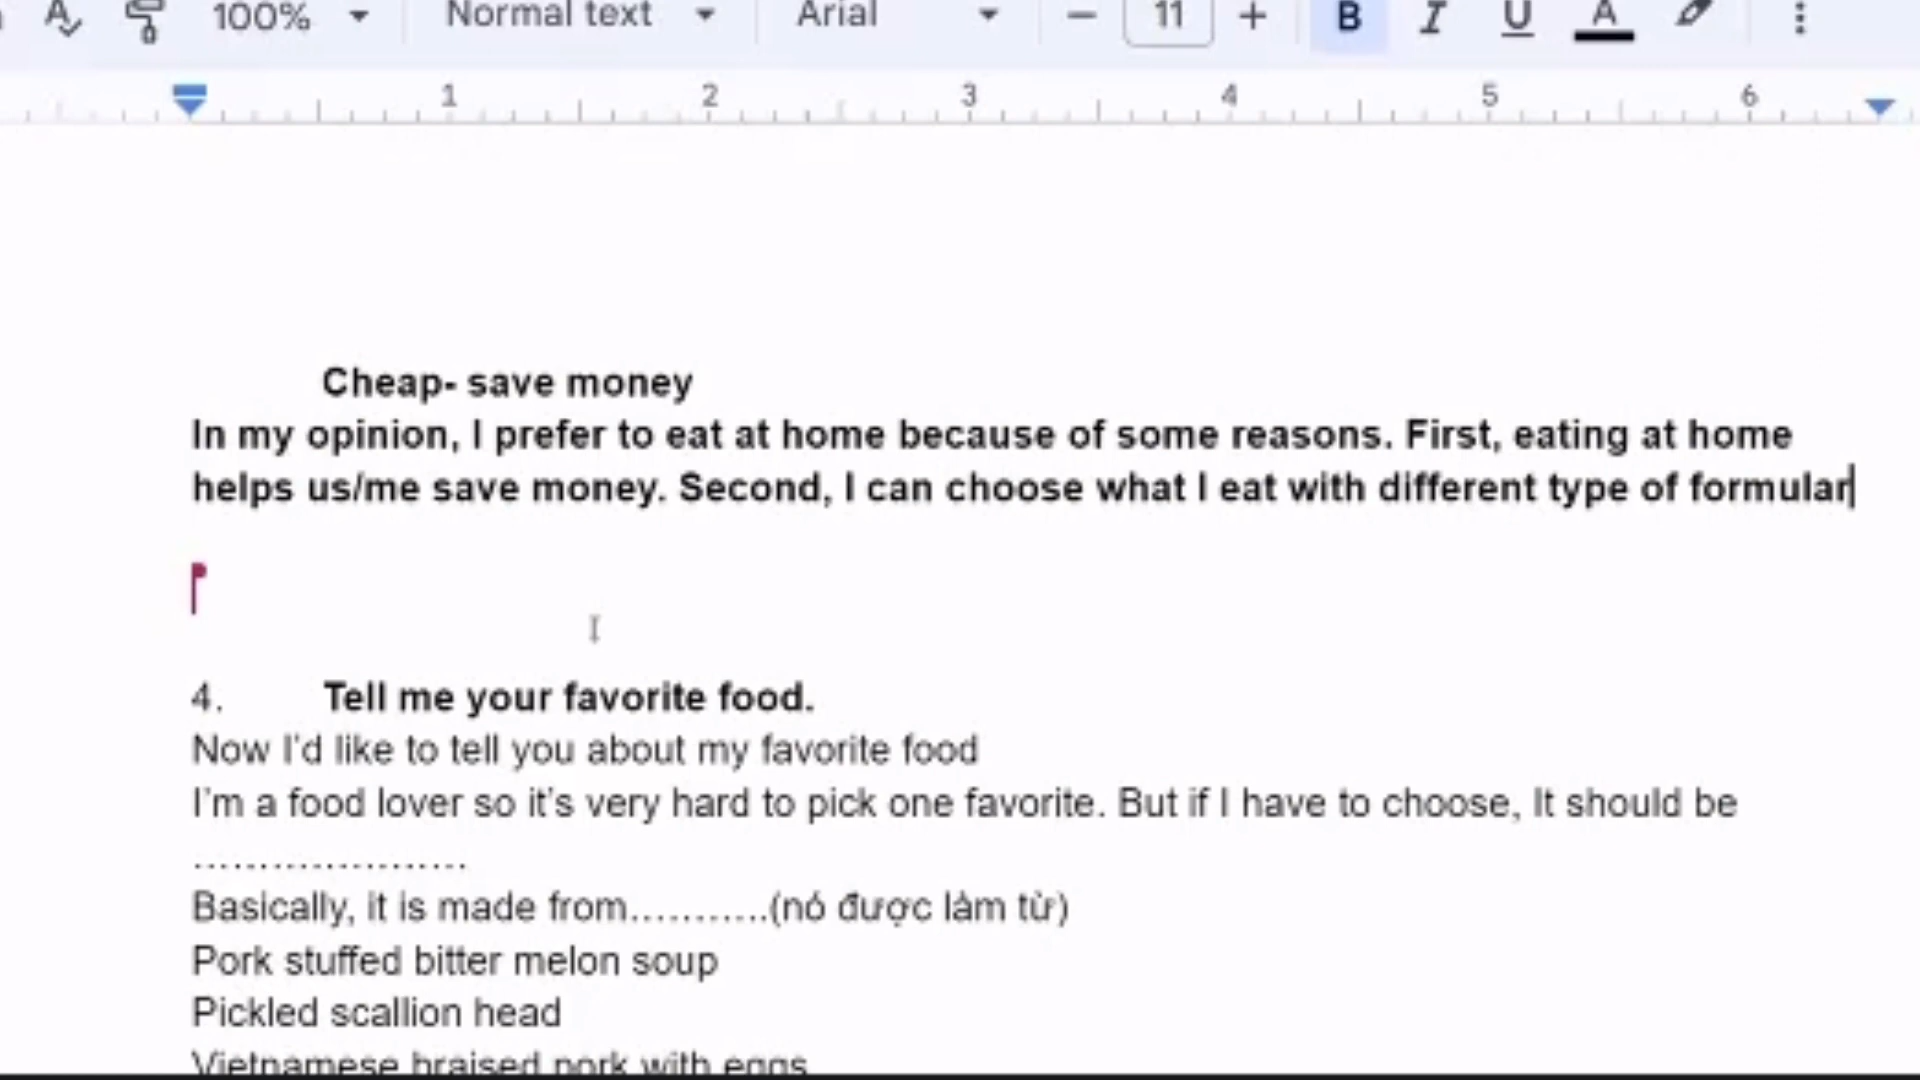 100% Normal text Arial 11 B I U A
1 2 3 4 5 6
Cheap- save money
In my opinion, I prefer to eat at home because of some reasons. First, eating at home
helps us/me save money. Second, I can choose what I eat with different type of formular
4. Tell me your favorite food.
Now I'd like to tell you about my favorite food
I'm a food lover so it's very hard to pick one favorite. But if I have to choose, It should be
…………………
Basically, it is made from………..(nó được làm từ)
Pork stuffed bitter melon soup
Pickled scallion head
Vietnamese braised pork with eggs